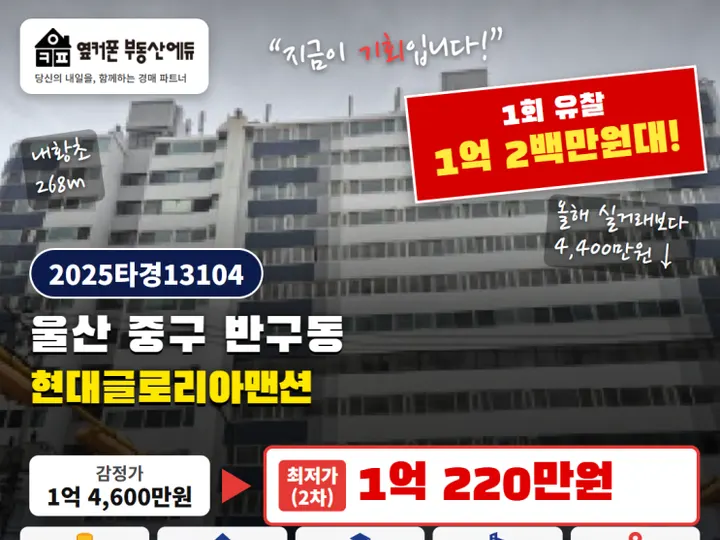 옆커폰 부동산에듀
당신의 내일을, 함께하는 경매 파트너
“지금이 기회입니다!”
1회 유찰
1억 2백만원대!
내황초
268m
올해 실거래보다
4,400만원 ↓
2025타경13104
울산 중구 반구동
현대글로리아맨션
감정가
1억 4,600만원
최저가
(2차)
1억 220만원